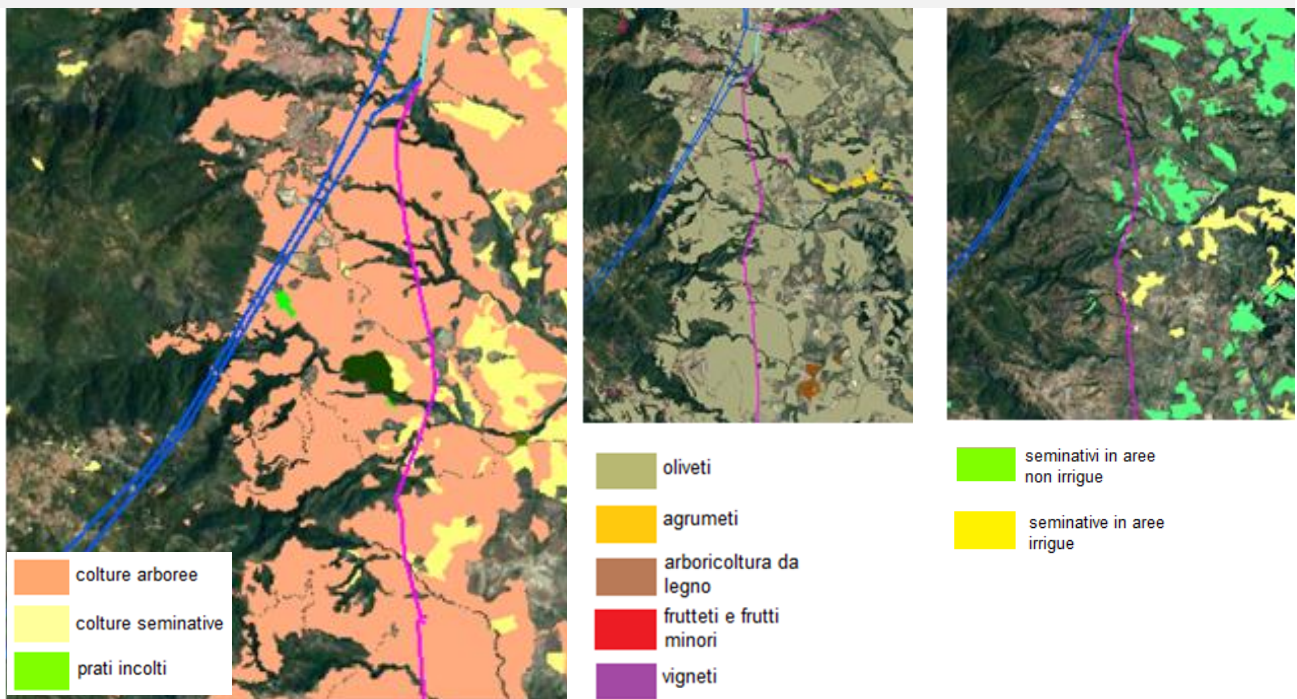 colture arboree
colture seminative
prati incolti
oliveti
agrumeti
arboricoltura da
legno
frutteti e frutti
minori
vigneti
seminativi in aree
non irrigue
seminative in aree
irrigue